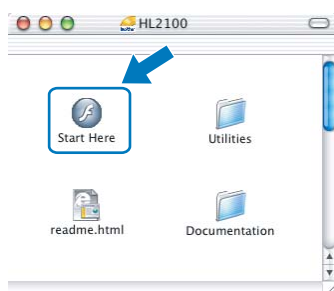 HL2100
Start Here
Utilities
readme.html
Documentation